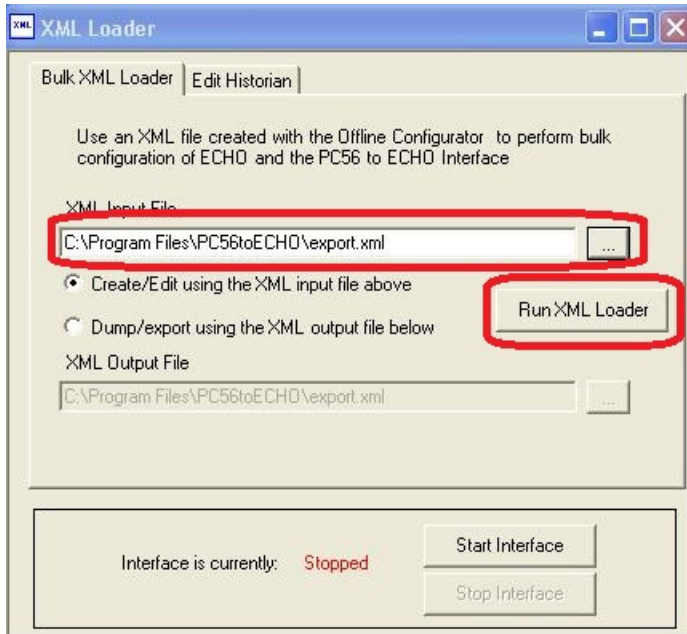 XML XML Loader
Bulk XML Loader Edit Historian
Use an XML file created with the Offline Configurator to perform bulk
configuration of ECHO and the PC56 to ECHO Interface
XML Input File
C:\Program Files\PC56toECHO\export.xml ...
Create/Edit using the XML input file above
Run XML Loader
Dump/export using the XML output file below
XML Output File
C:\Program Files\PC56toECHO\export.xml ...
Start Interface
Interface is currently: Stopped
Stop Interface